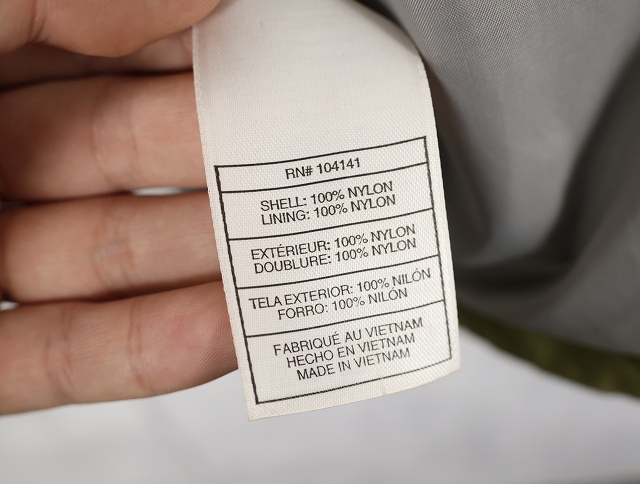 RN# 104141
SHELL: 100% NYLON
LINING: 100% NYLON
EXTÉRIEUR: 100% NYLON
DOUBLURE: 100% NYLON
TELA EXTERIOR: 100% NILÓN
FORRO: 100% NILÓN
FABRIQUÉ AU VIETNAM
HECHO EN VIETNAM
MADE IN VIETNAM